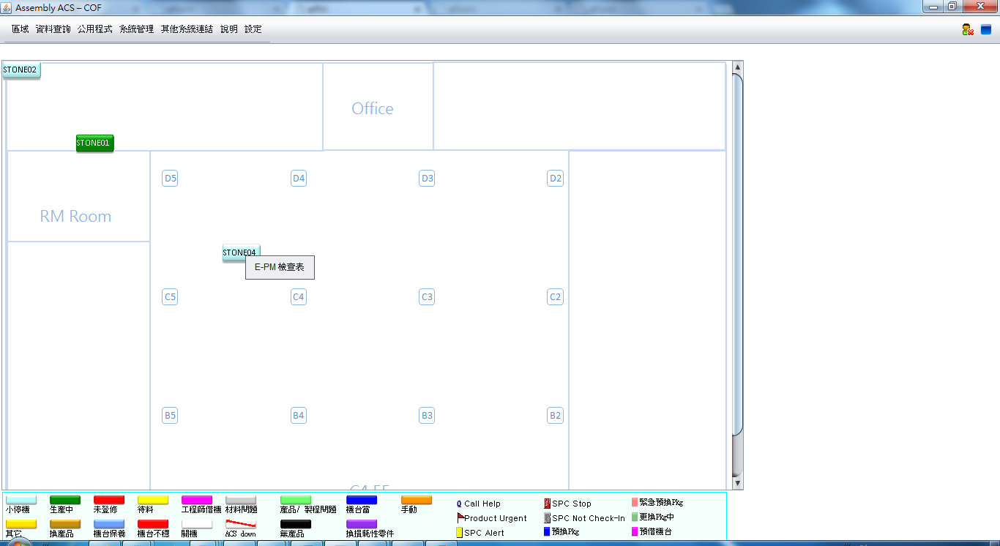 Assembly ACS – COF
區域 資料查詢 公用程式 系統管理 其他系統連結 說明 設定
STONE02
Office
STONE01
D5 D4 D3 D2
RM Room
STONE04
E-PM 檢查表
C5 C4 C3 C2
B5 B4 B3 B2
小停機 生產中 未登修 待料 工程師借機 材料問題 產品/ 製程問題 機台當 手動
其它 換產品 機台保養 機台不穩 關機 ACS down 無產品 換損耗性零件
Q Call Help SPC Stop 緊急預換Pkg
Product Urgent SPC Not Check-In 更換Pkg中
SPC Alert 預換Pkg 預借機台